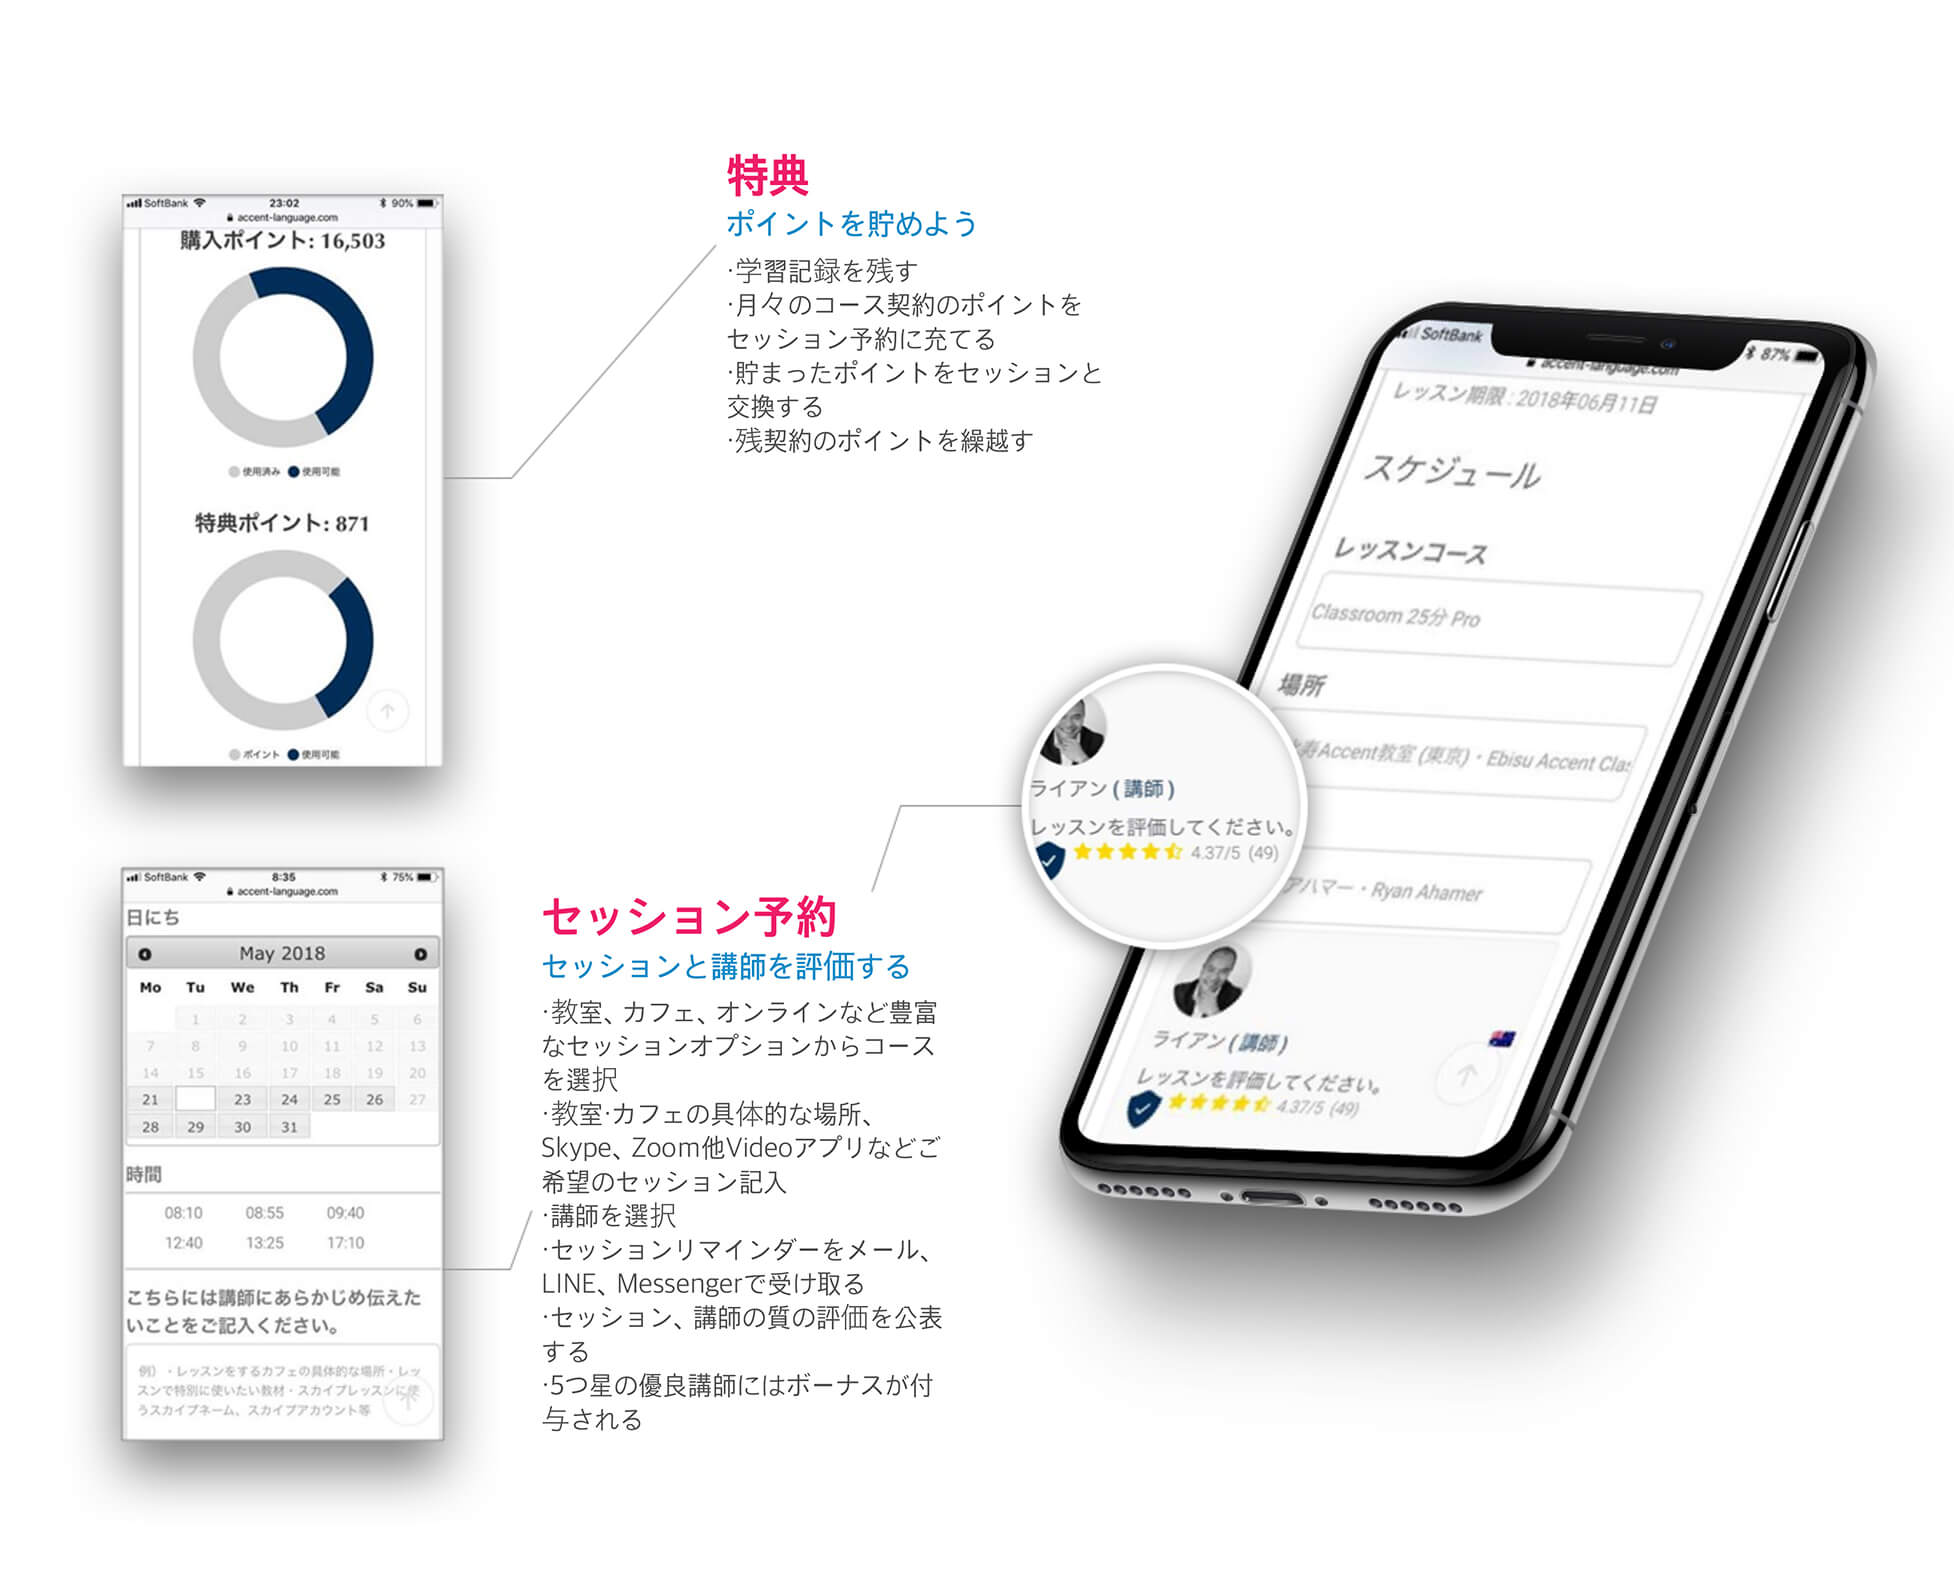 SoftBank 23:02 90%
accent-language.com
購入ポイント: 16,503
使用済み 使用可能
特典ポイント: 871
ポイント 使用可能
特典
ポイントを貯めよう
·学習記録を残す
·月々のコース契約のポイントを
セッション予約に充てる
·貯まったポイントをセッションと
交換する
·残契約のポイントを繰越す
SoftBank 87%
accent-language.com
レッスン期限 : 2018年06月11日
スケジュール
レッスンコース
Classroom 25分 Pro
場所
寿Accent教室 (東京)・Ebisu Accent Clas
アハマー・Ryan Ahamer
ライアン ( 講師 )
レッスンを評価してください。
4.37/5 (49)
ライアン ( 講師 )
レッスンを評価してください。
4.37/5 (49)
SoftBank 8:35 75%
accent-language.com
日にち
May 2018
Mo Tu We Th Fr Sa Su
1 2 3 4 5 6
7 8 9 10 11 12 13
14 15 16 17 18 19 20
21 23 24 25 26 27
28 29 30 31
時間
08:10 08:55 09:40
12:40 13:25 17:10
こちらには講師にあらかじめ伝えた
いことをご記入ください。
例）・レッスンをするカフェの具体的な場所・レッ
スンで特別に使いたい教材・スカイプレッスンに使
うスカイプネーム、スカイプアカウント等
セッション予約
セッションと講師を評価する
·教室、カフェ、オンラインなど豊富
なセッションオプションからコース
を選択
·教室·カフェの具体的な場所、
Skype、Zoom他Videoアプリなどご
希望のセッション記入
·講師を選択
·セッションリマインダーをメール、
LINE、Messengerで受け取る
·セッション、講師の質の評価を公表
する
·5つ星の優良講師にはボーナスが付
与される